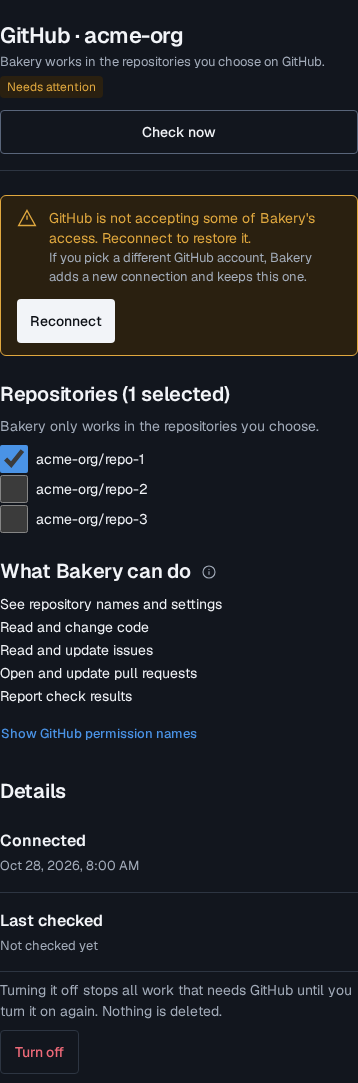 GitHub · acme-org
Bakery works in the repositories you choose on GitHub.
Needs attention
Check now
GitHub is not accepting some of Bakery's
access. Reconnect to restore it.
If you pick a different GitHub account, Bakery
adds a new connection and keeps this one.
Reconnect
Repositories (1 selected)
Bakery only works in the repositories you choose.
acme-org/repo-1
acme-org/repo-2
acme-org/repo-3
What Bakery can do
See repository names and settings
Read and change code
Read and update issues
Open and update pull requests
Report check results
Show GitHub permission names
Details
Connected
Oct 28, 2026, 8:00 AM
Last checked
Not checked yet
Turning it off stops all work that needs GitHub until you
turn it on again. Nothing is deleted.
Turn off